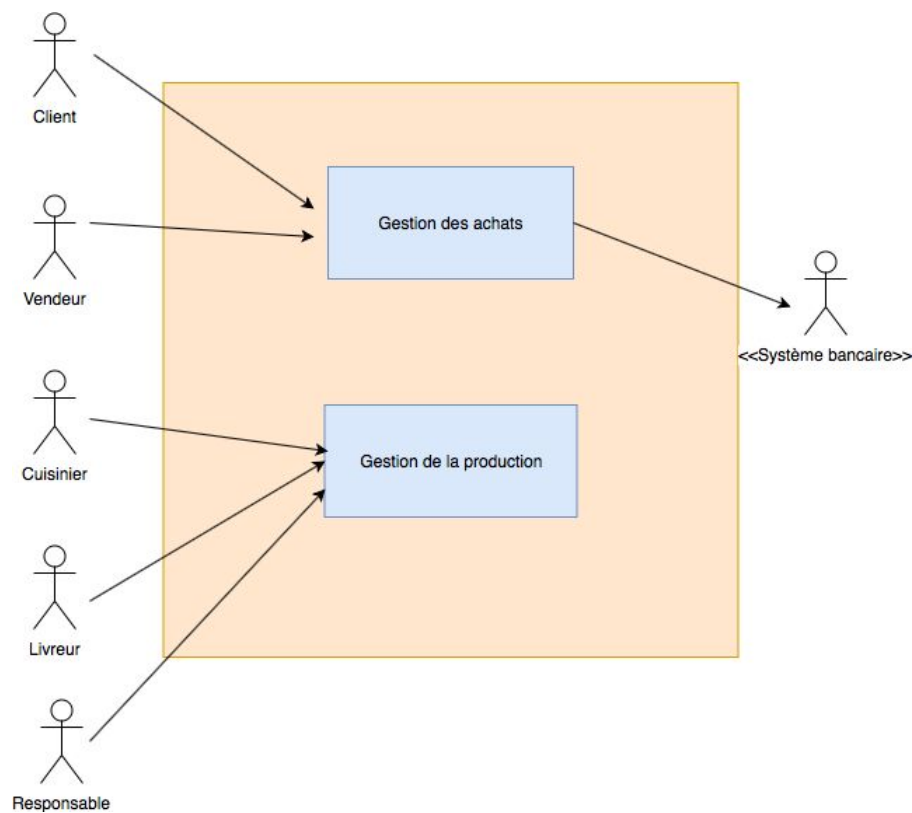 Client
Gestion des achats
Vendeur
<<Système bancaire>>
Gestion de la production
Cuisinier
Livreur
Responsable